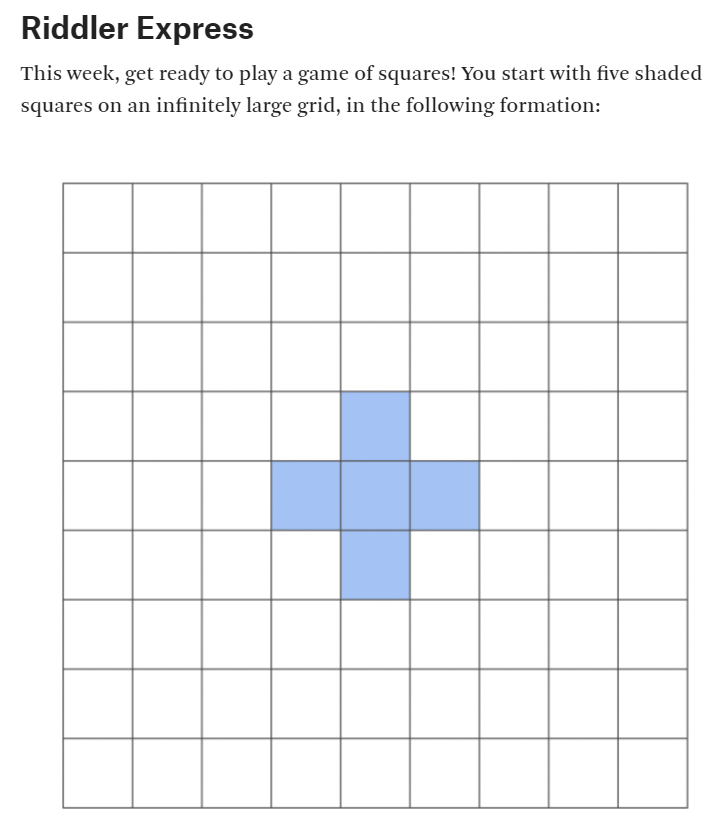 Riddler Express
This week, get ready to play a game of squares! You start with five shaded
squares on an infinitely large grid, in the following formation: